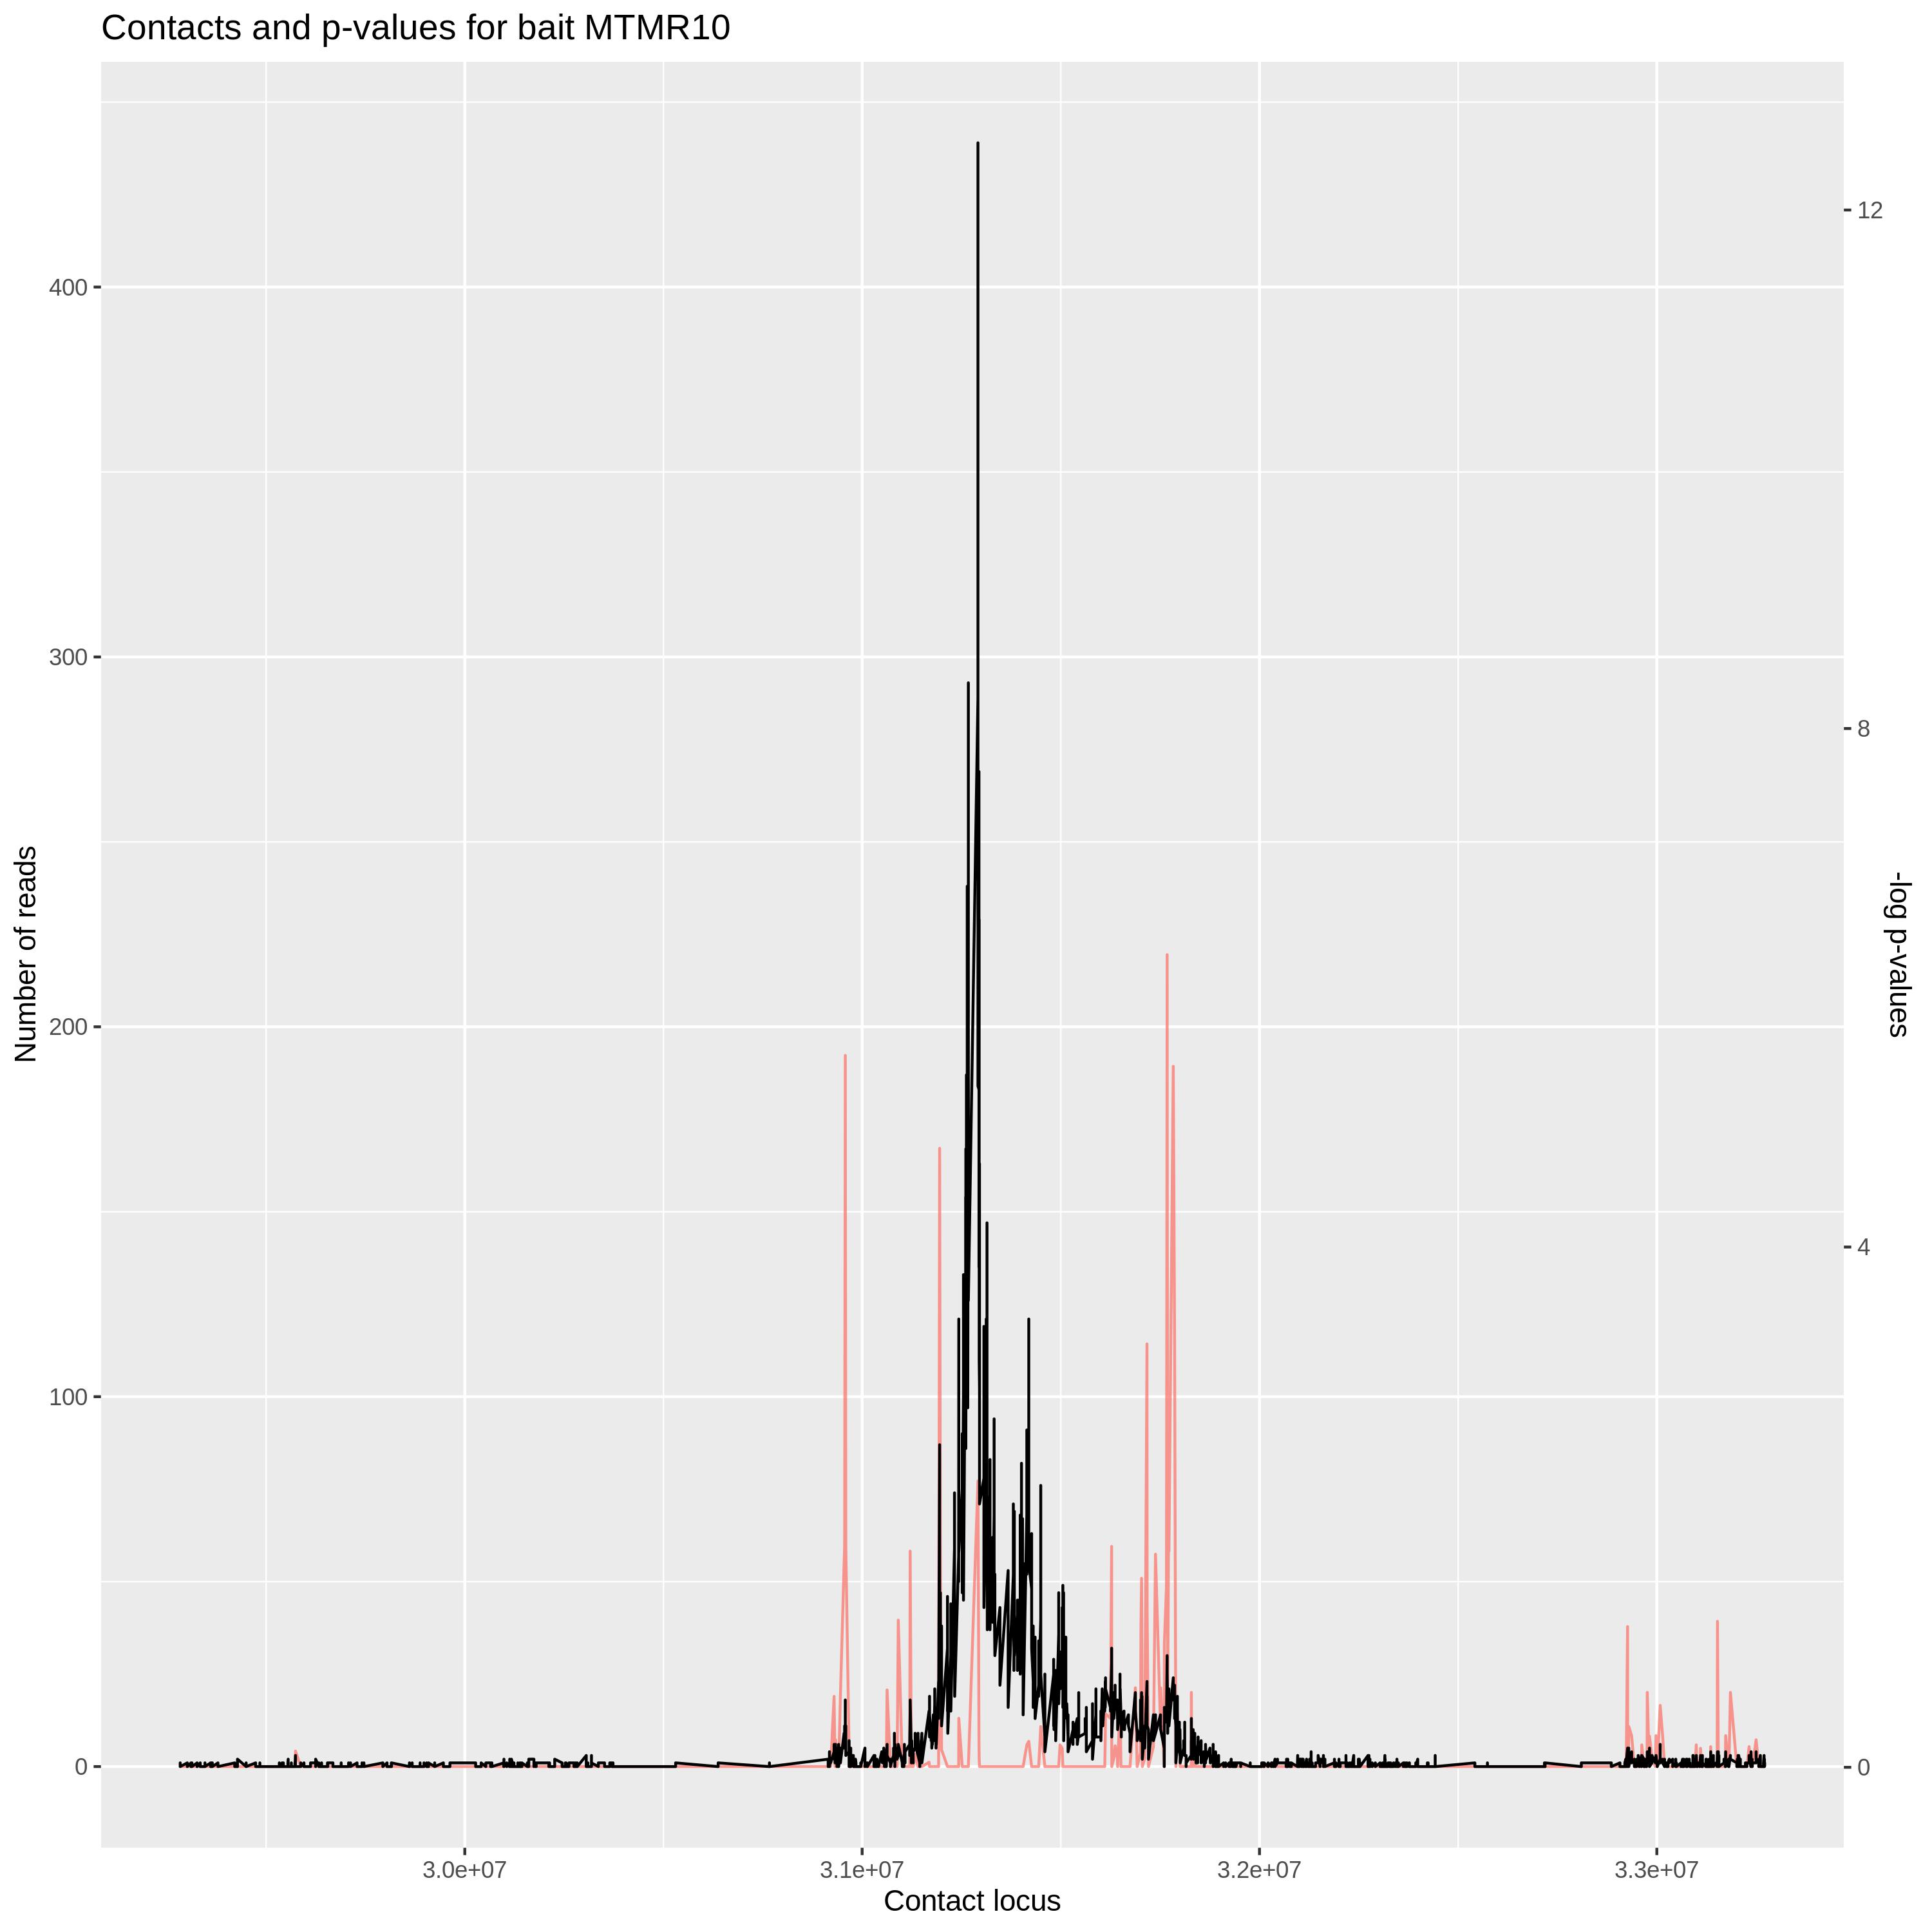 Contacts and p-values for bait MTMR10
400
300
200
100
0
Number of reads
12
8
4
0
-log p-values
3.0e+07
3.1e+07
3.2e+07
3.3e+07
Contact locus